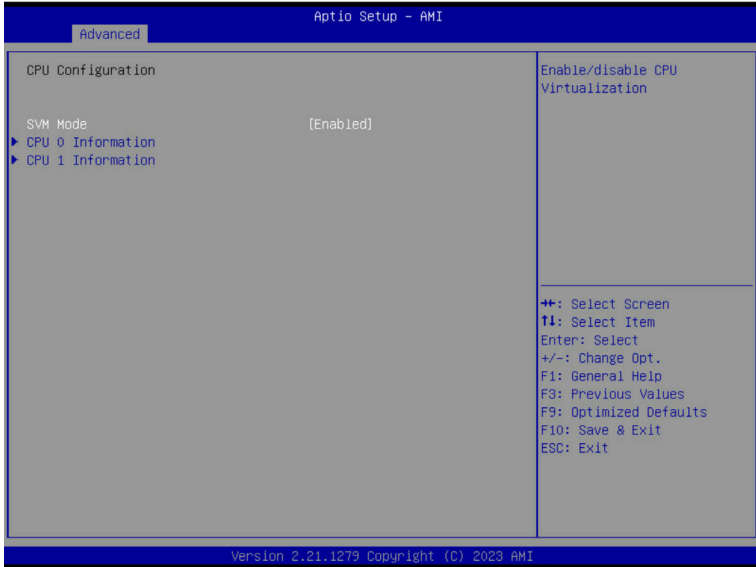 Aptio Setup – AMI
Advanced
CPU Configuration
SVM Mode [Enabled]
CPU 0 Information
CPU 1 Information
Enable/disable CPU
Virtualization
→←: Select Screen
↑↓: Select Item
Enter: Select
+/-: Change Opt.
F1: General Help
F3: Previous Values
F9: Optimized Defaults
F10: Save & Exit
ESC: Exit
Version 2.21.1279 Copyright (C) 2023 AMI